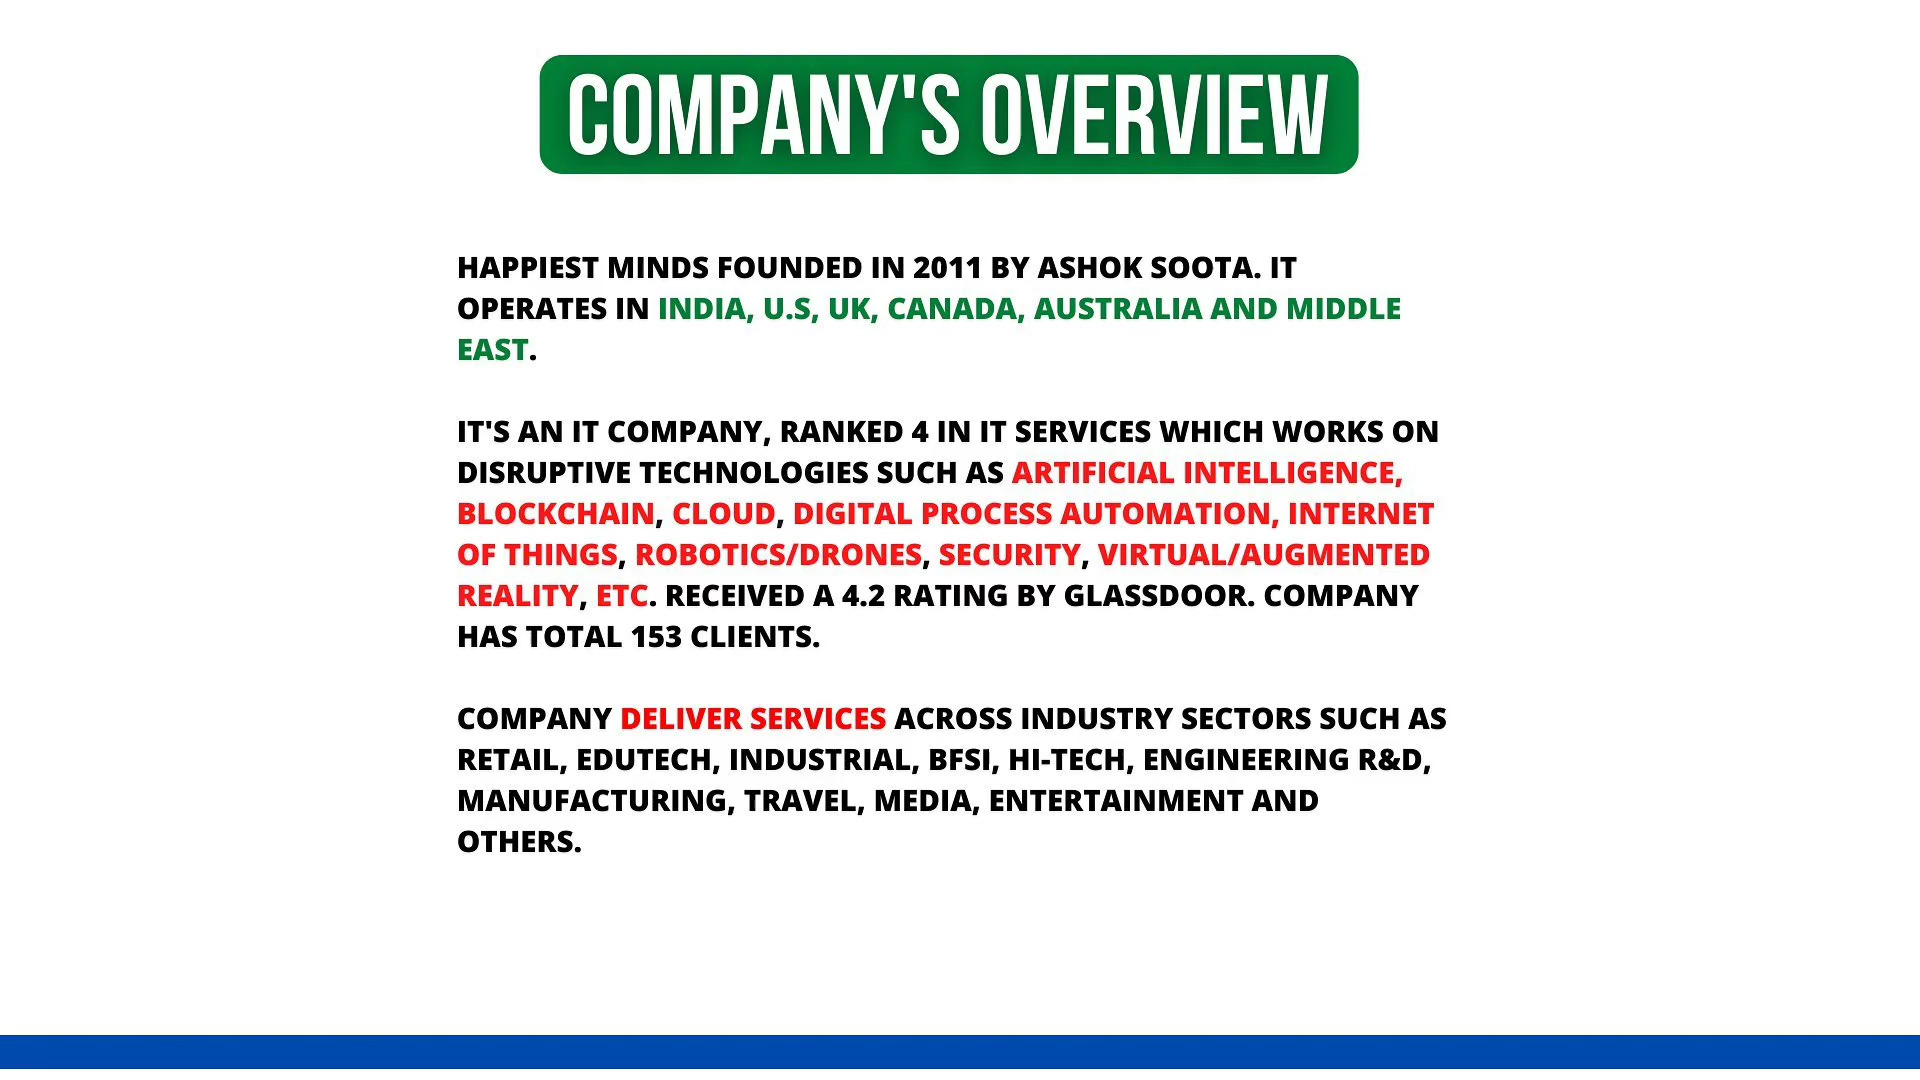 COMPANY'S OVERVIEW
HAPPIEST MINDS FOUNDED IN 2011 BY ASHOK SOOTA. IT
OPERATES IN INDIA, U.S, UK, CANADA, AUSTRALIA AND MIDDLE
EAST.
IT'S AN IT COMPANY, RANKED 4 IN IT SERVICES WHICH WORKS ON
DISRUPTIVE TECHNOLOGIES SUCH AS ARTIFICIAL INTELLIGENCE,
BLOCKCHAIN, CLOUD, DIGITAL PROCESS AUTOMATION, INTERNET
OF THINGS, ROBOTICS/DRONES, SECURITY, VIRTUAL/AUGMENTED
REALITY, ETC. RECEIVED A 4.2 RATING BY GLASSDOOR. COMPANY
HAS TOTAL 153 CLIENTS.
COMPANY DELIVER SERVICES ACROSS INDUSTRY SECTORS SUCH AS
RETAIL, EDUTECH, INDUSTRIAL, BFSI, HI-TECH, ENGINEERING R&D,
MANUFACTURING, TRAVEL, MEDIA, ENTERTAINMENT AND
OTHERS.